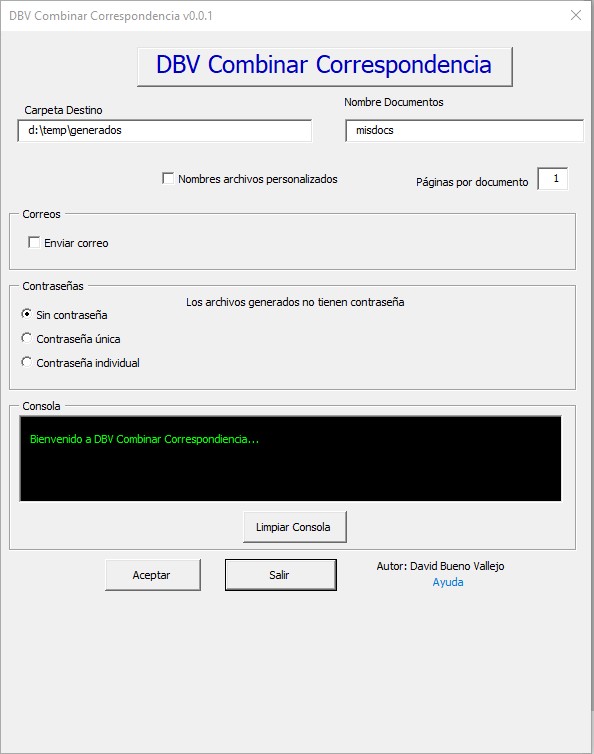 DBV Combinar Correspondencia v0.0.1
DBV Combinar Correspondencia
Carpeta Destino
Nombre Documentos
d:\temp\generados
misdocs
Nombres archivos personalizados
Páginas por documento
1
Correos
Enviar correo
Contraseñas
Los archivos generados no tienen contraseña
Sin contraseña
Contraseña única
Contraseña individual
Consola
Bienvenido a DBV Combinar Correspondiencia...
Limpiar Consola
Aceptar
Salir
Autor: David Bueno Vallejo
Ayuda